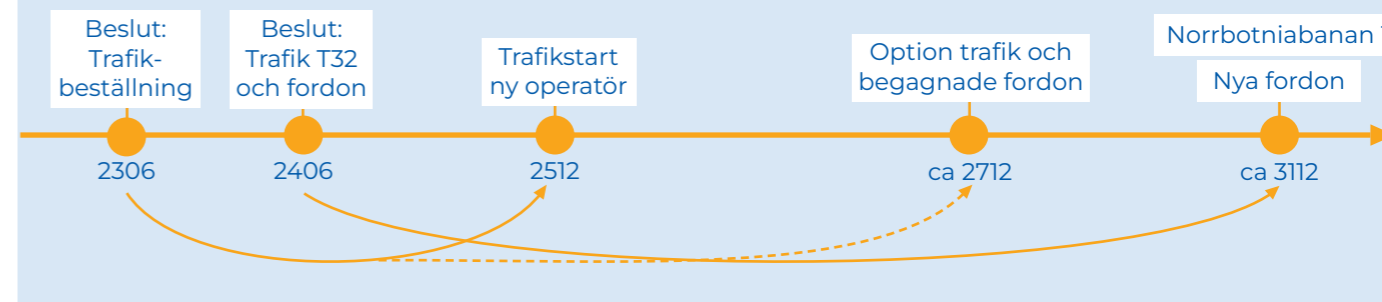 Beslut:
Trafik-
beställning
Beslut:
Trafik T32
och fordon
Trafikstart
ny operatör
Option trafik och
begagnade fordon
Norrbotniabanan
Nya fordon
2306
2406
2512
ca 2712
ca 3112